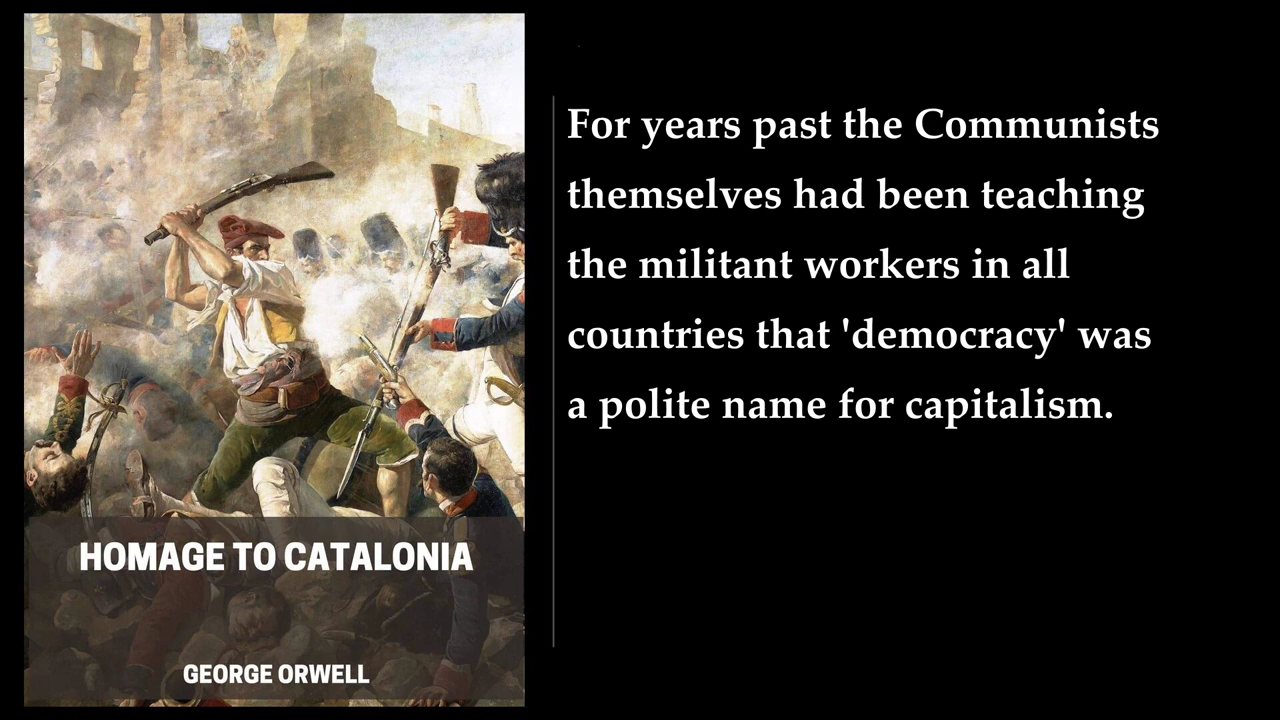 For years past the Communists
themselves had been teaching
the militant workers in all
countries that 'democracy' was
a polite name for capitalism.
HOMAGE TO CATALONIA
GEORGE ORWELL